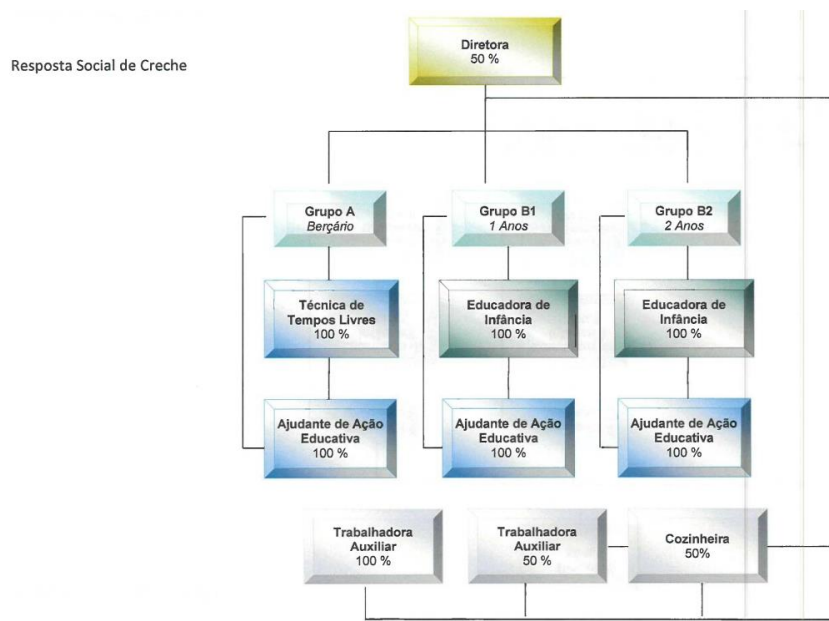 Diretora
50 %
Resposta Social de Creche
Grupo A
Berçário
Grupo B1
1 Anos
Grupo B2
2 Anos
Técnica de
Tempos Livres
100 %
Educadora de
Infância
100 %
Educadora de
Infância
100 %
Ajudante de Ação
Educativa
100 %
Ajudante de Ação
Educativa
100 %
Ajudante de Ação
Educativa
100 %
Trabalhadora
Auxiliar
100 %
Trabalhadora
Auxiliar
50 %
Cozinheira
50%